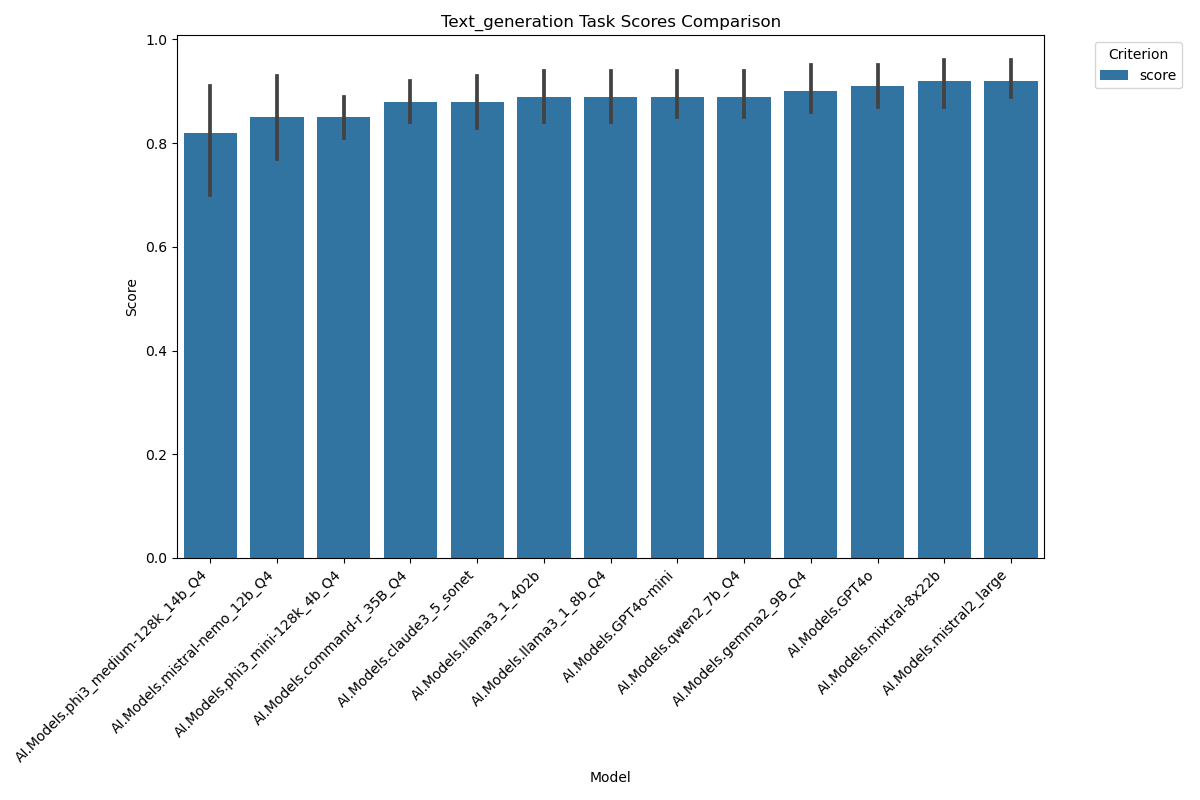 Text_generation Task Scores Comparison
Criterion
score
Score
1.0
0.8
0.6
0.4
0.2
0.0
AI.Models.phi3_medium-128k_14b_Q4
AI.Models.mistral-nemo_12b_Q4
AI.Models.phi3_mini-128k_4b_Q4
AI.Models.command-r_35B_Q4
AI.Models.claude3_5_sonet
AI.Models.llama3_1_402b
AI.Models.llama3_1_8b_Q4
AI.Models.GPT4o-mini
AI.Models.qwen2_7b_Q4
AI.Models.gemma2_9B_Q4
AI.Models.GPT4o
AI.Models.mixtral-8x22b
AI.Models.mistral2_large
Model